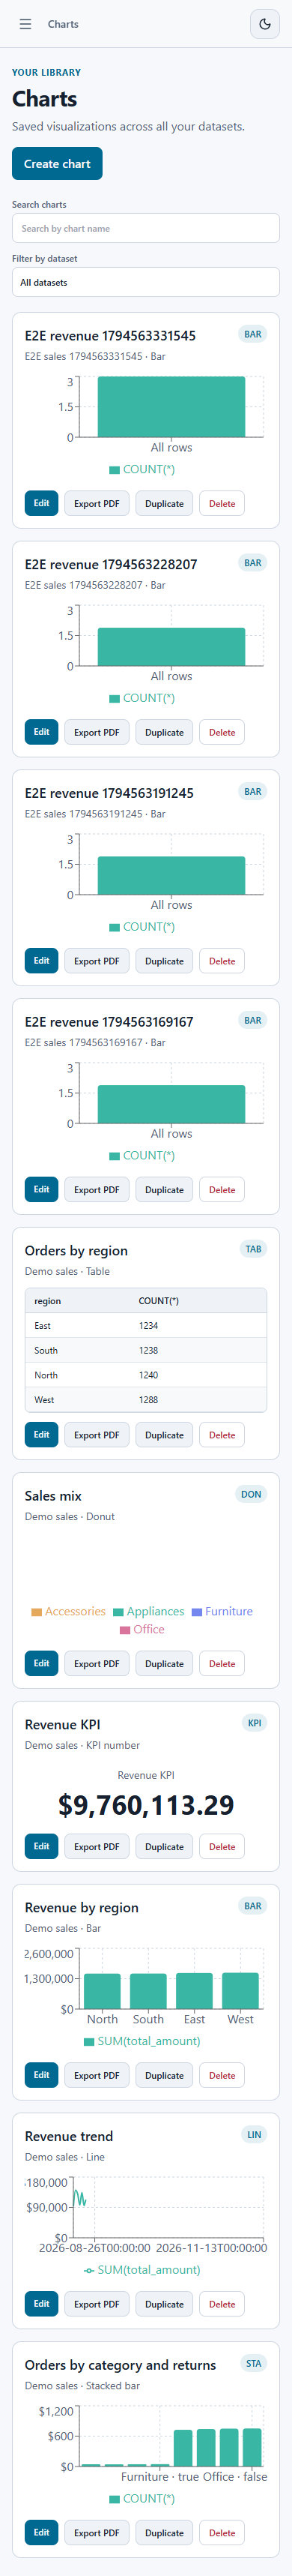 Charts
YOUR LIBRARY
Charts
Saved visualizations across all your datasets.
Create chart
Search charts
Search by chart name
Filter by dataset
All datasets
E2E revenue 1794563331545
BAR
E2E sales 1794563331545 · Bar
3
1.5
0
All rows
COUNT(*)
Edit Export PDF Duplicate Delete
E2E revenue 1794563228207
BAR
E2E sales 1794563228207 · Bar
3
1.5
0
All rows
COUNT(*)
Edit Export PDF Duplicate Delete
E2E revenue 1794563191245
BAR
E2E sales 1794563191245 · Bar
3
1.5
0
All rows
COUNT(*)
Edit Export PDF Duplicate Delete
E2E revenue 1794563169167
BAR
E2E sales 1794563169167 · Bar
3
1.5
0
All rows
COUNT(*)
Edit Export PDF Duplicate Delete
Orders by region
TAB
Demo sales · Table
region COUNT(*)
East 1234
South 1238
North 1240
West 1288
Edit Export PDF Duplicate Delete
Sales mix
DON
Demo sales · Donut
Accessories Appliances Furniture
Office
Edit Export PDF Duplicate Delete
Revenue KPI
KPI
Demo sales · KPI number
Revenue KPI
$9,760,113.29
Edit Export PDF Duplicate Delete
Revenue by region
BAR
Demo sales · Bar
2,600,000
1,300,000
$0
North South East West
SUM(total_amount)
Edit Export PDF Duplicate Delete
Revenue trend
LIN
Demo sales · Line
180,000
$90,000
$0
2026-08-26T00:00:00 2026-11-13T00:00:00
SUM(total_amount)
Edit Export PDF Duplicate Delete
Orders by category and returns
STA
Demo sales · Stacked bar
$1,200
$600
$0
Furniture · true Office · false
COUNT(*)
Edit Export PDF Duplicate Delete